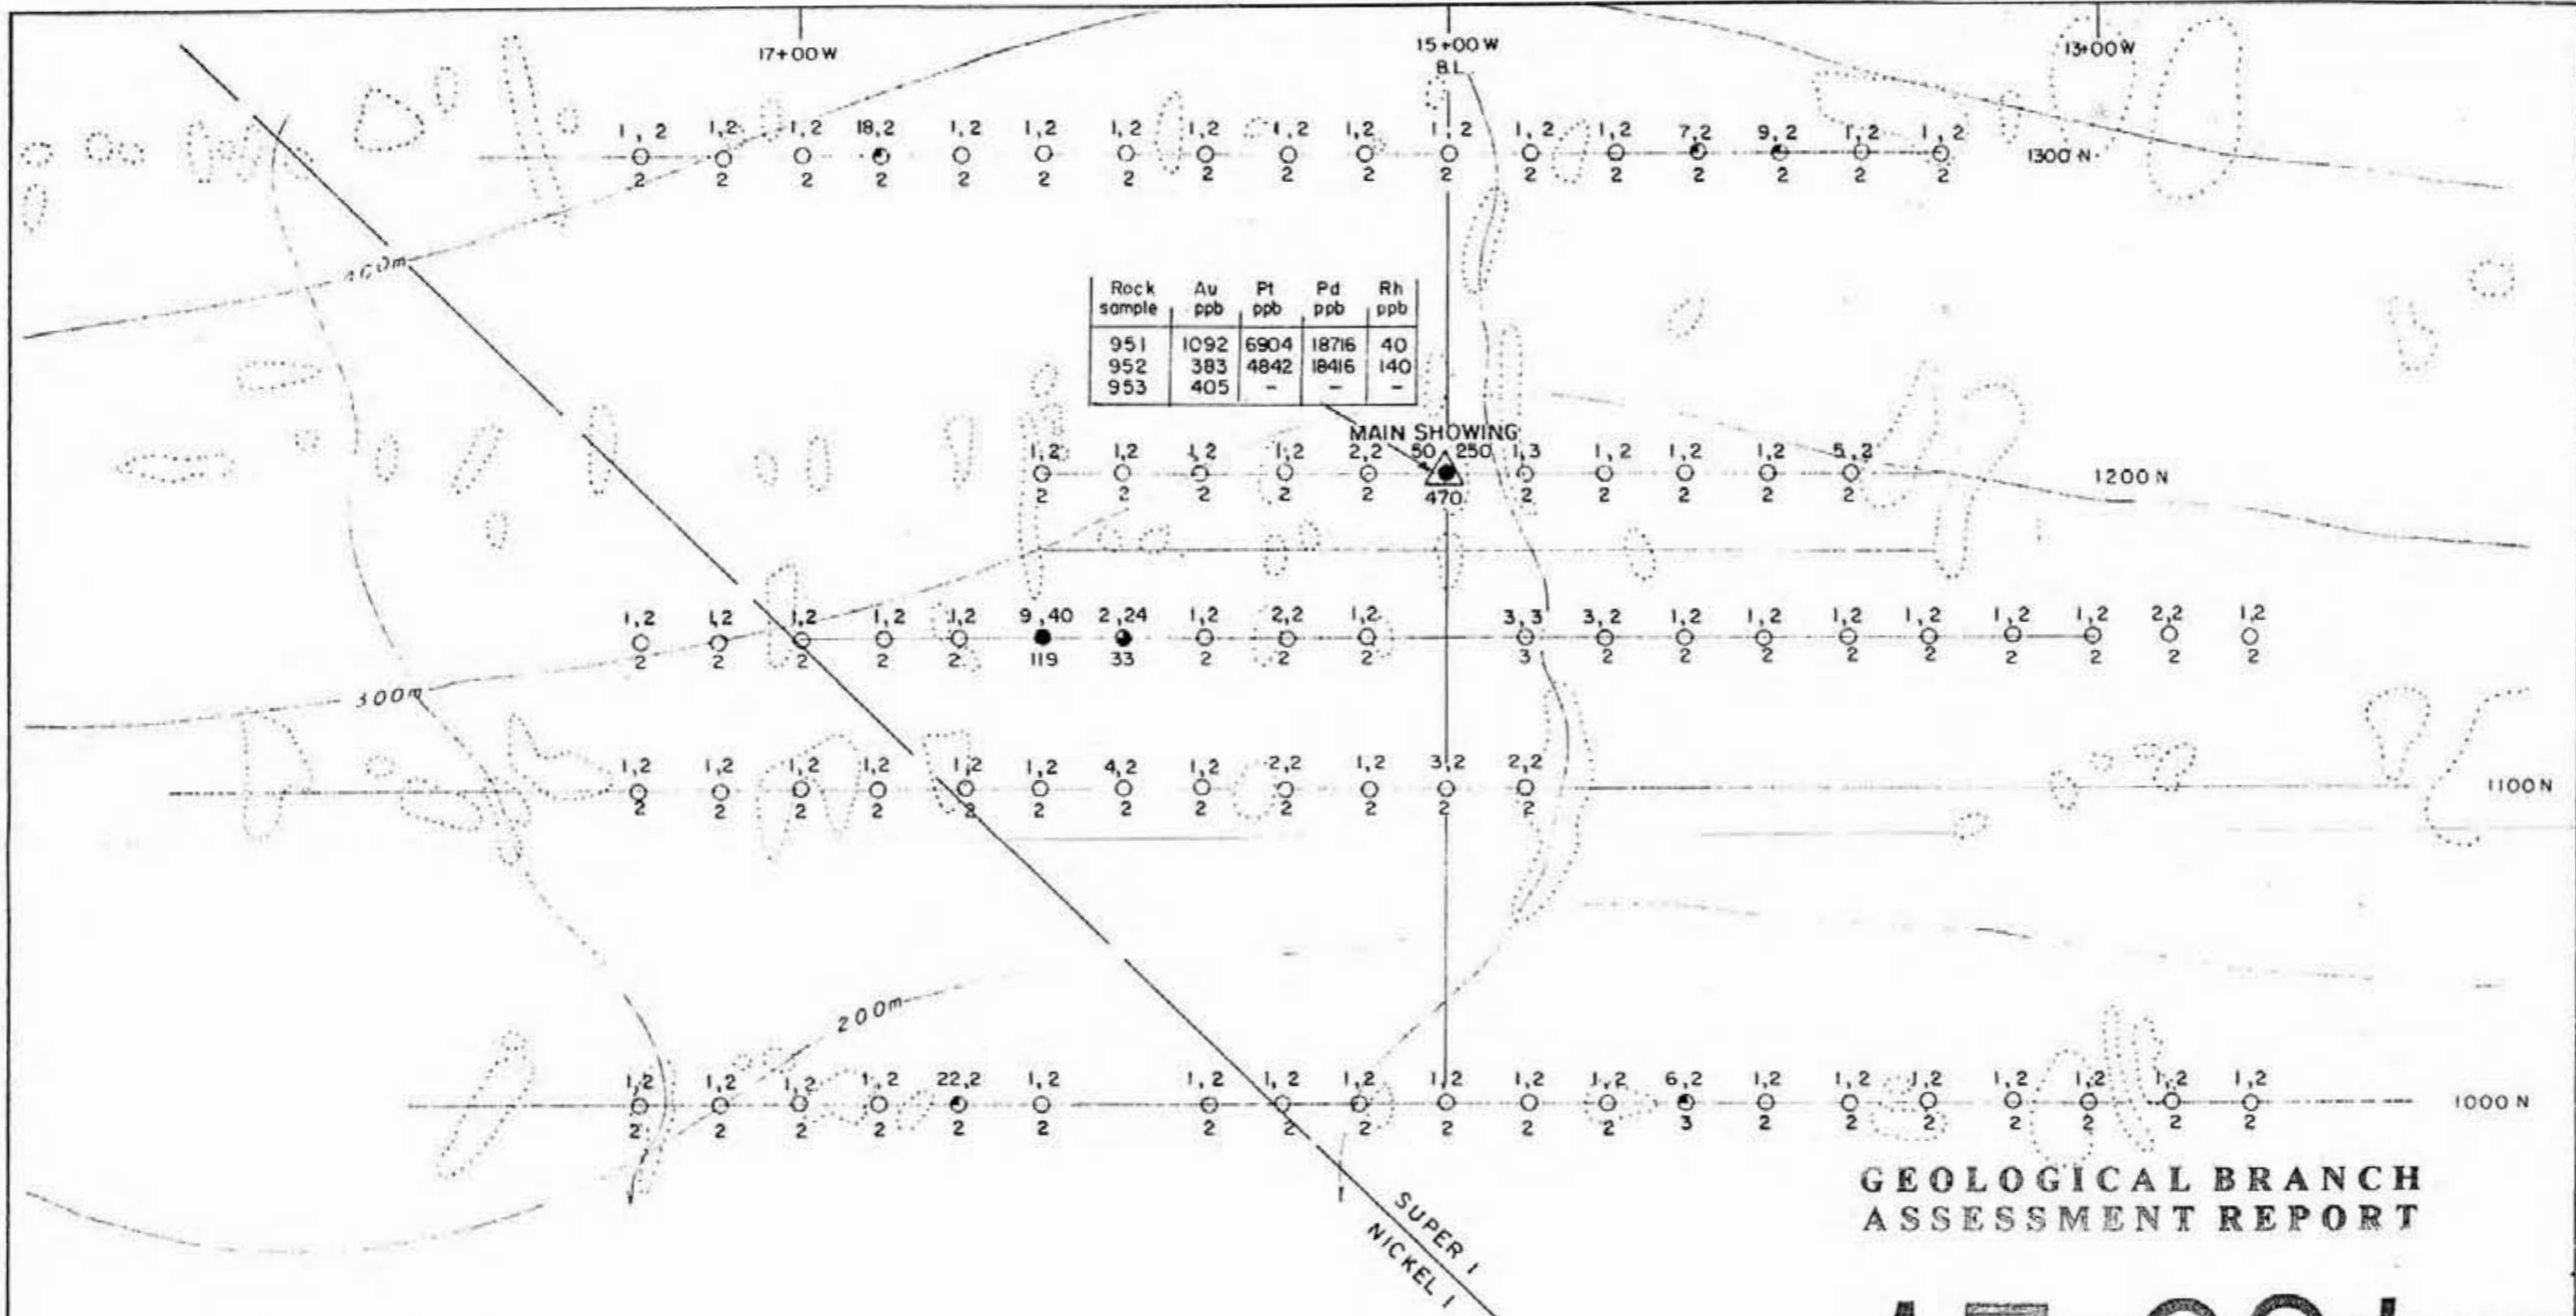 17+00 W
15+00 W
13+00 W
B.L.
1,2 1,2 1,2 18,2 1,2 1,2 1,2 1,2 1,2 1,2 1,2 1,2 1,2 7,2 9,2 1,2 1,2
1300 N
2 2 2 2 2 2 2 2 2 2 2 2 2 2 2 2 2
400m
Rock sample Au ppb Pt ppb Pd ppb Rh ppb
951 1092 6904 18716 40
952 383 4842 18416 140
953 405 - - -
MAIN SHOWING
1,2 1,2 1,2 1,2 2,2 50, 250 1,3 1,2 1,2 1,2 5,2
1200 N
2 2 2 2 2 470 2 2 2 2 2
1,2 1,2 1,2 1,2 1,2 9,40 2,24 1,2 2,2 1,2 3,3 3,2 1,2 1,2 1,2 1,2 1,2 1,2 2,2 1,2
2 2 2 2 2 119 33 2 2 2 3 2 2 2 2 2 2 2 2 2
300m
1,2 1,2 1,2 1,2 1,2 1,2 4,2 1,2 2,2 1,2 3,2 2,2
1100 N
2 2 2 2 2 2 2 2 2 2 2 2
200m
1,2 1,2 1,2 1,2 22,2 1,2 1,2 1,2 1,2 1,2 1,2 1,2 6,2 1,2 1,2 1,2 1,2 1,2 1,2 1,2
1000 N
2 2 2 2 2 2 2 2 2 2 2 2 3 2 2 2 2 2 2 2
GEOLOGICAL BRANCH
ASSESSMENT REPORT
SUPER 1
NICKEL 1